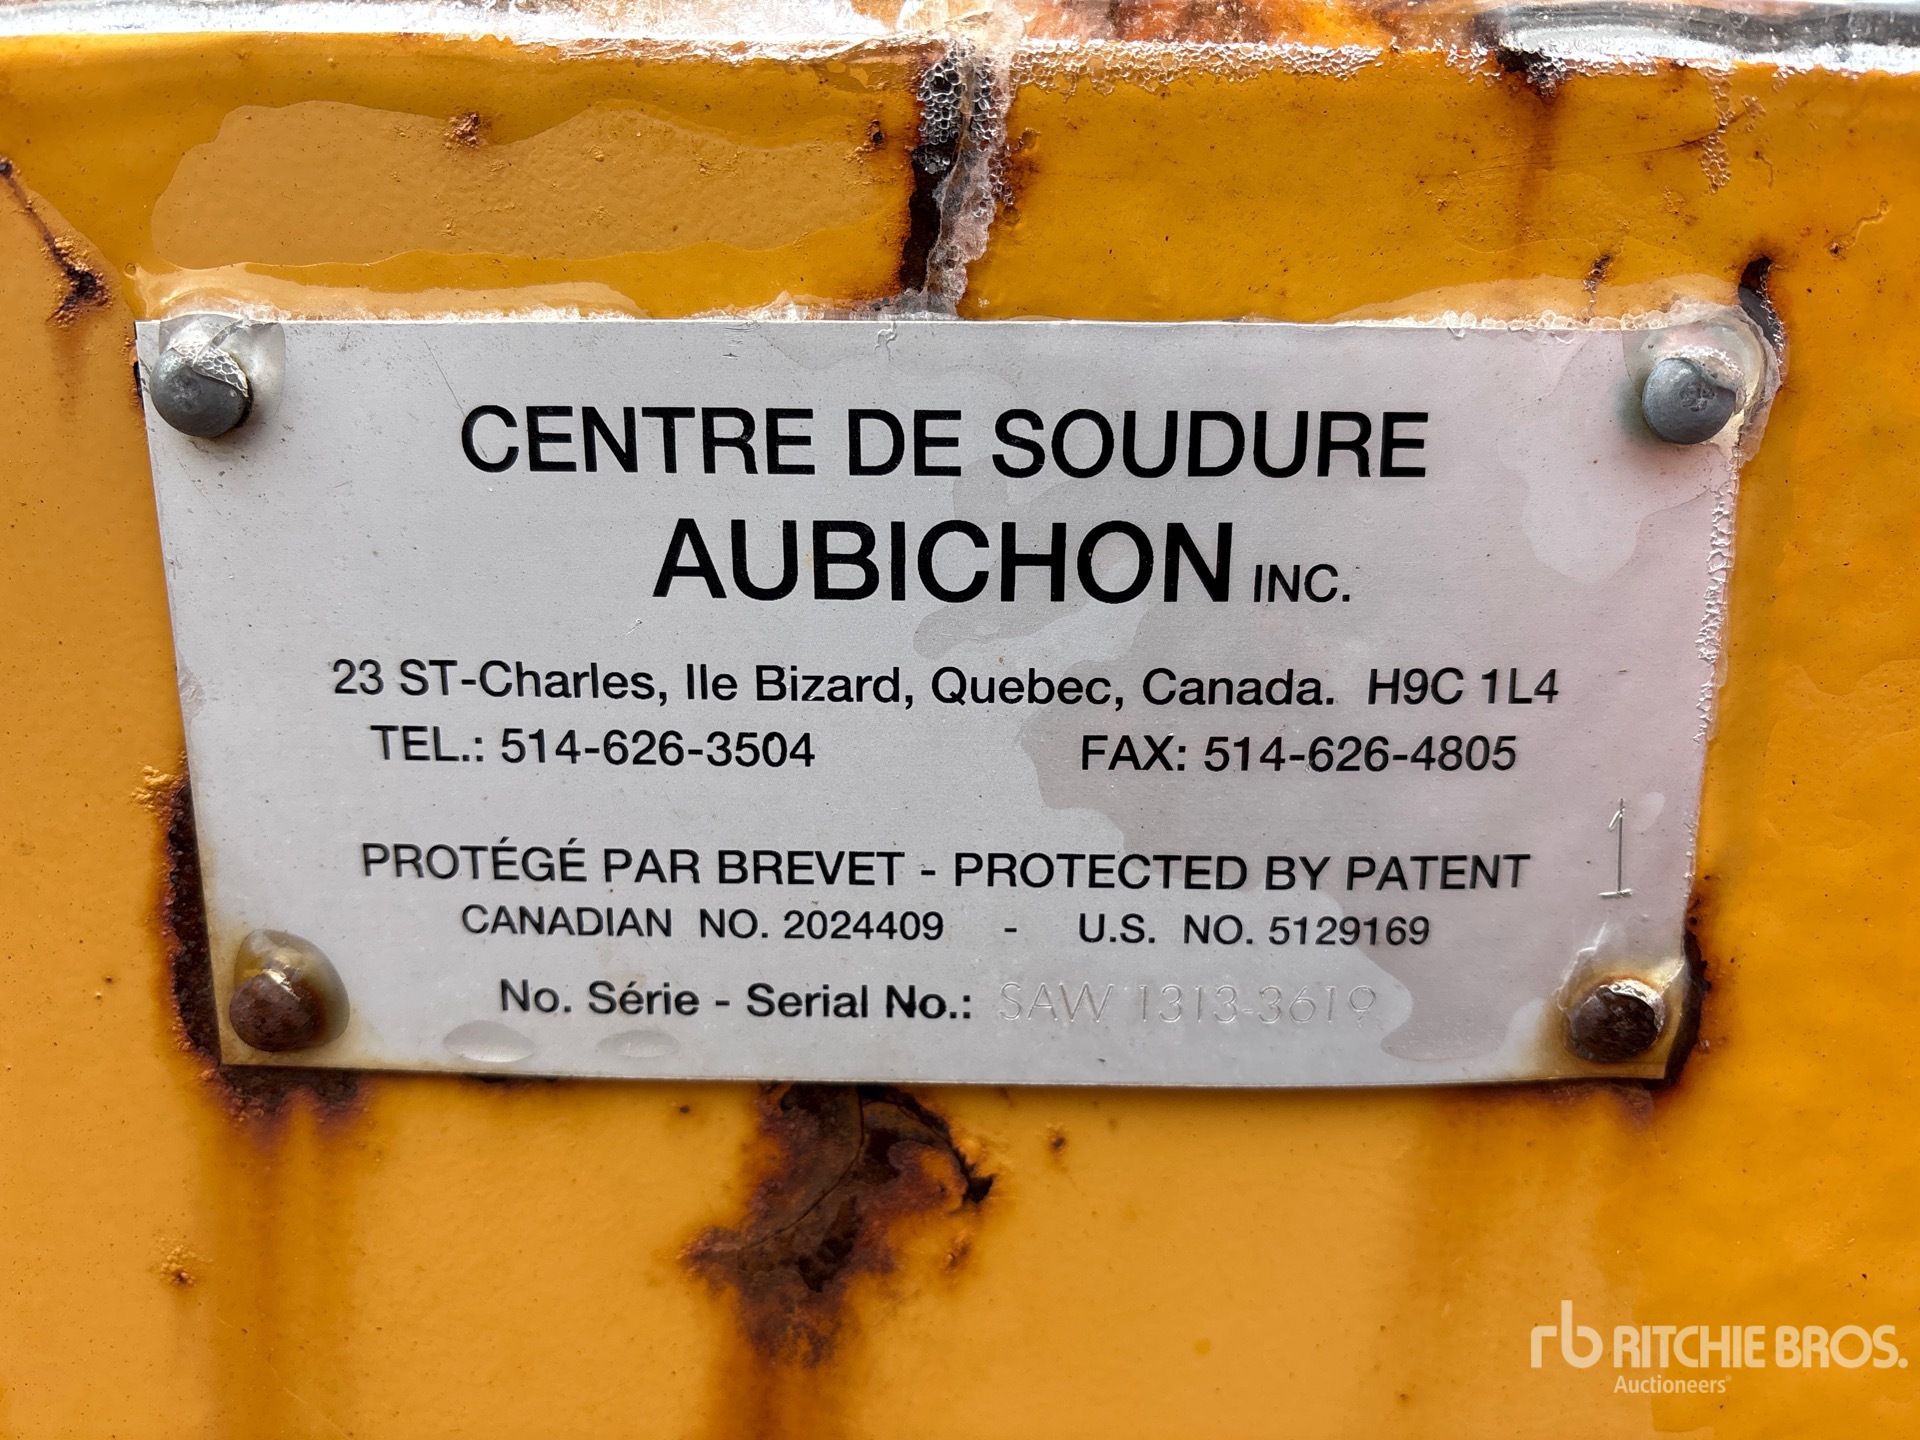 CENTRE DE SOUDURE
AUBICHON INC.
23 ST-Charles, Ile Bizard, Quebec, Canada. H9C 1L4
TEL.: 514-626-3504 FAX: 514-626-4805
PROTÉGÉ PAR BREVET - PROTECTED BY PATENT 1
CANADIAN NO. 2024409 - U.S. NO. 5129169
No. Série - Serial No.: SAW 1313-3619
rb RITCHIE BROS.
Auctioneers